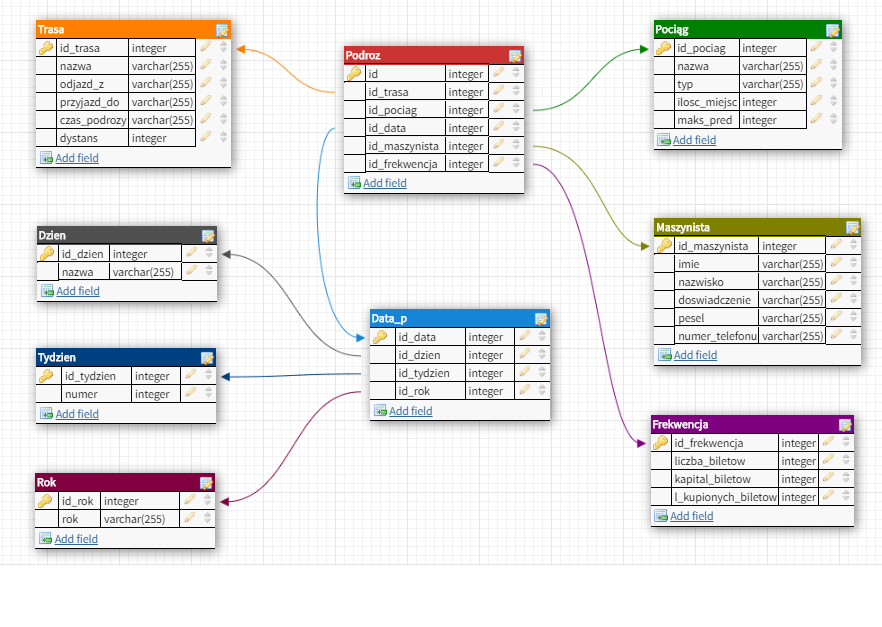 Trasa
id_trasa integer
nazwa varchar(255)
odjazd_z varchar(255)
przyjazd_do varchar(255)
czas_podrozy varchar(255)
dystans integer
Add field
Podroz
id integer
id_trasa integer
id_pociag integer
id_data integer
id_maszynista integer
id_frekwencja integer
Add field
Pociąg
id_pociag integer
nazwa varchar(255)
typ varchar(255)
ilosc_miejsc integer
maks_pred integer
Add field
Dzien
id_dzien integer
nazwa varchar(255)
Add field
Maszynista
id_maszynista integer
imie varchar(255)
nazwisko varchar(255)
doswiadczenie varchar(255)
pesel varchar(255)
numer_telefonu varchar(255)
Add field
Data_p
id_data integer
id_dzien integer
id_tydzien integer
id_rok integer
Add field
Tydzien
id_tydzien integer
numer integer
Add field
Frekwencja
id_frekwencja integer
liczba_biletow integer
kapital_biletow integer
l_kupionych_biletow integer
Add field
Rok
id_rok integer
rok varchar(255)
Add field